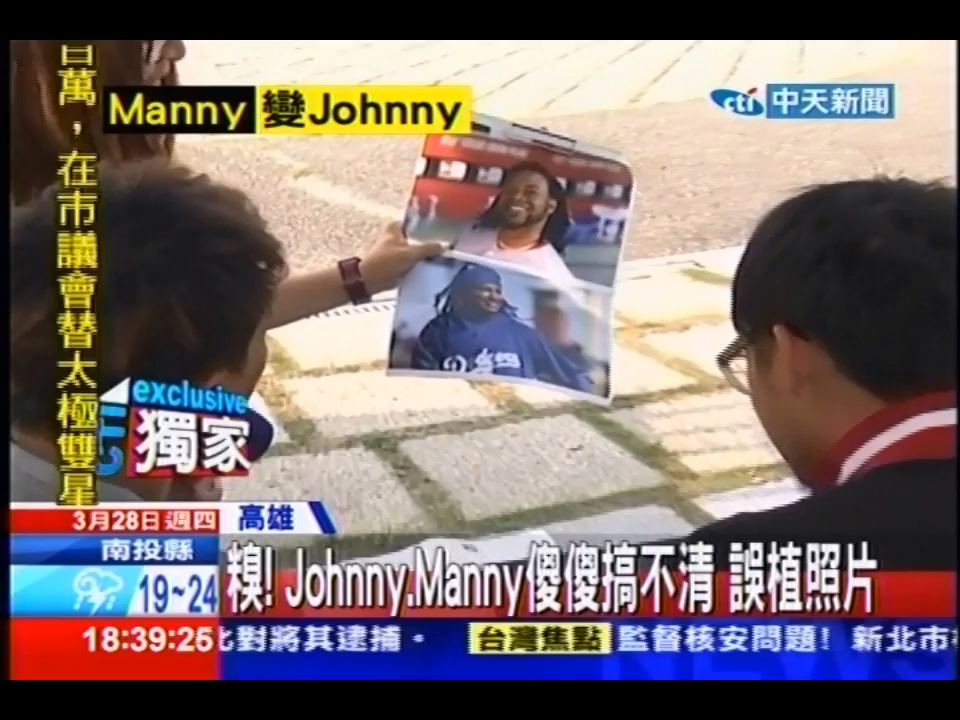 Manny 變Johnny
cti 中天新聞
百萬，在市議會替太極雙星
CTI exclusive
獨家
3月28日 週四
高雄
南投縣
19~24
糗! Johnny.Manny傻傻搞不清 誤植照片
18:39:25
比對將其逮捕。 台灣焦點 監督核安問題! 新北市
NEWS